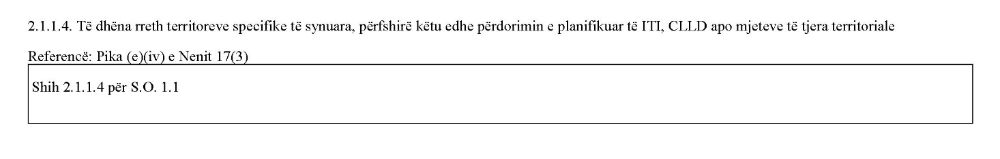 2.1.1.4. Të dhëna rreth territoreve specifike të synuara, përfshirë këtu edhe përdorimin e planifikuar të ITI, CLLD apo mjeteve të tjera territoriale
Referencë: Pika (e)(iv) e Nenit 17(3)
Shih 2.1.1.4 për S.O. 1.1